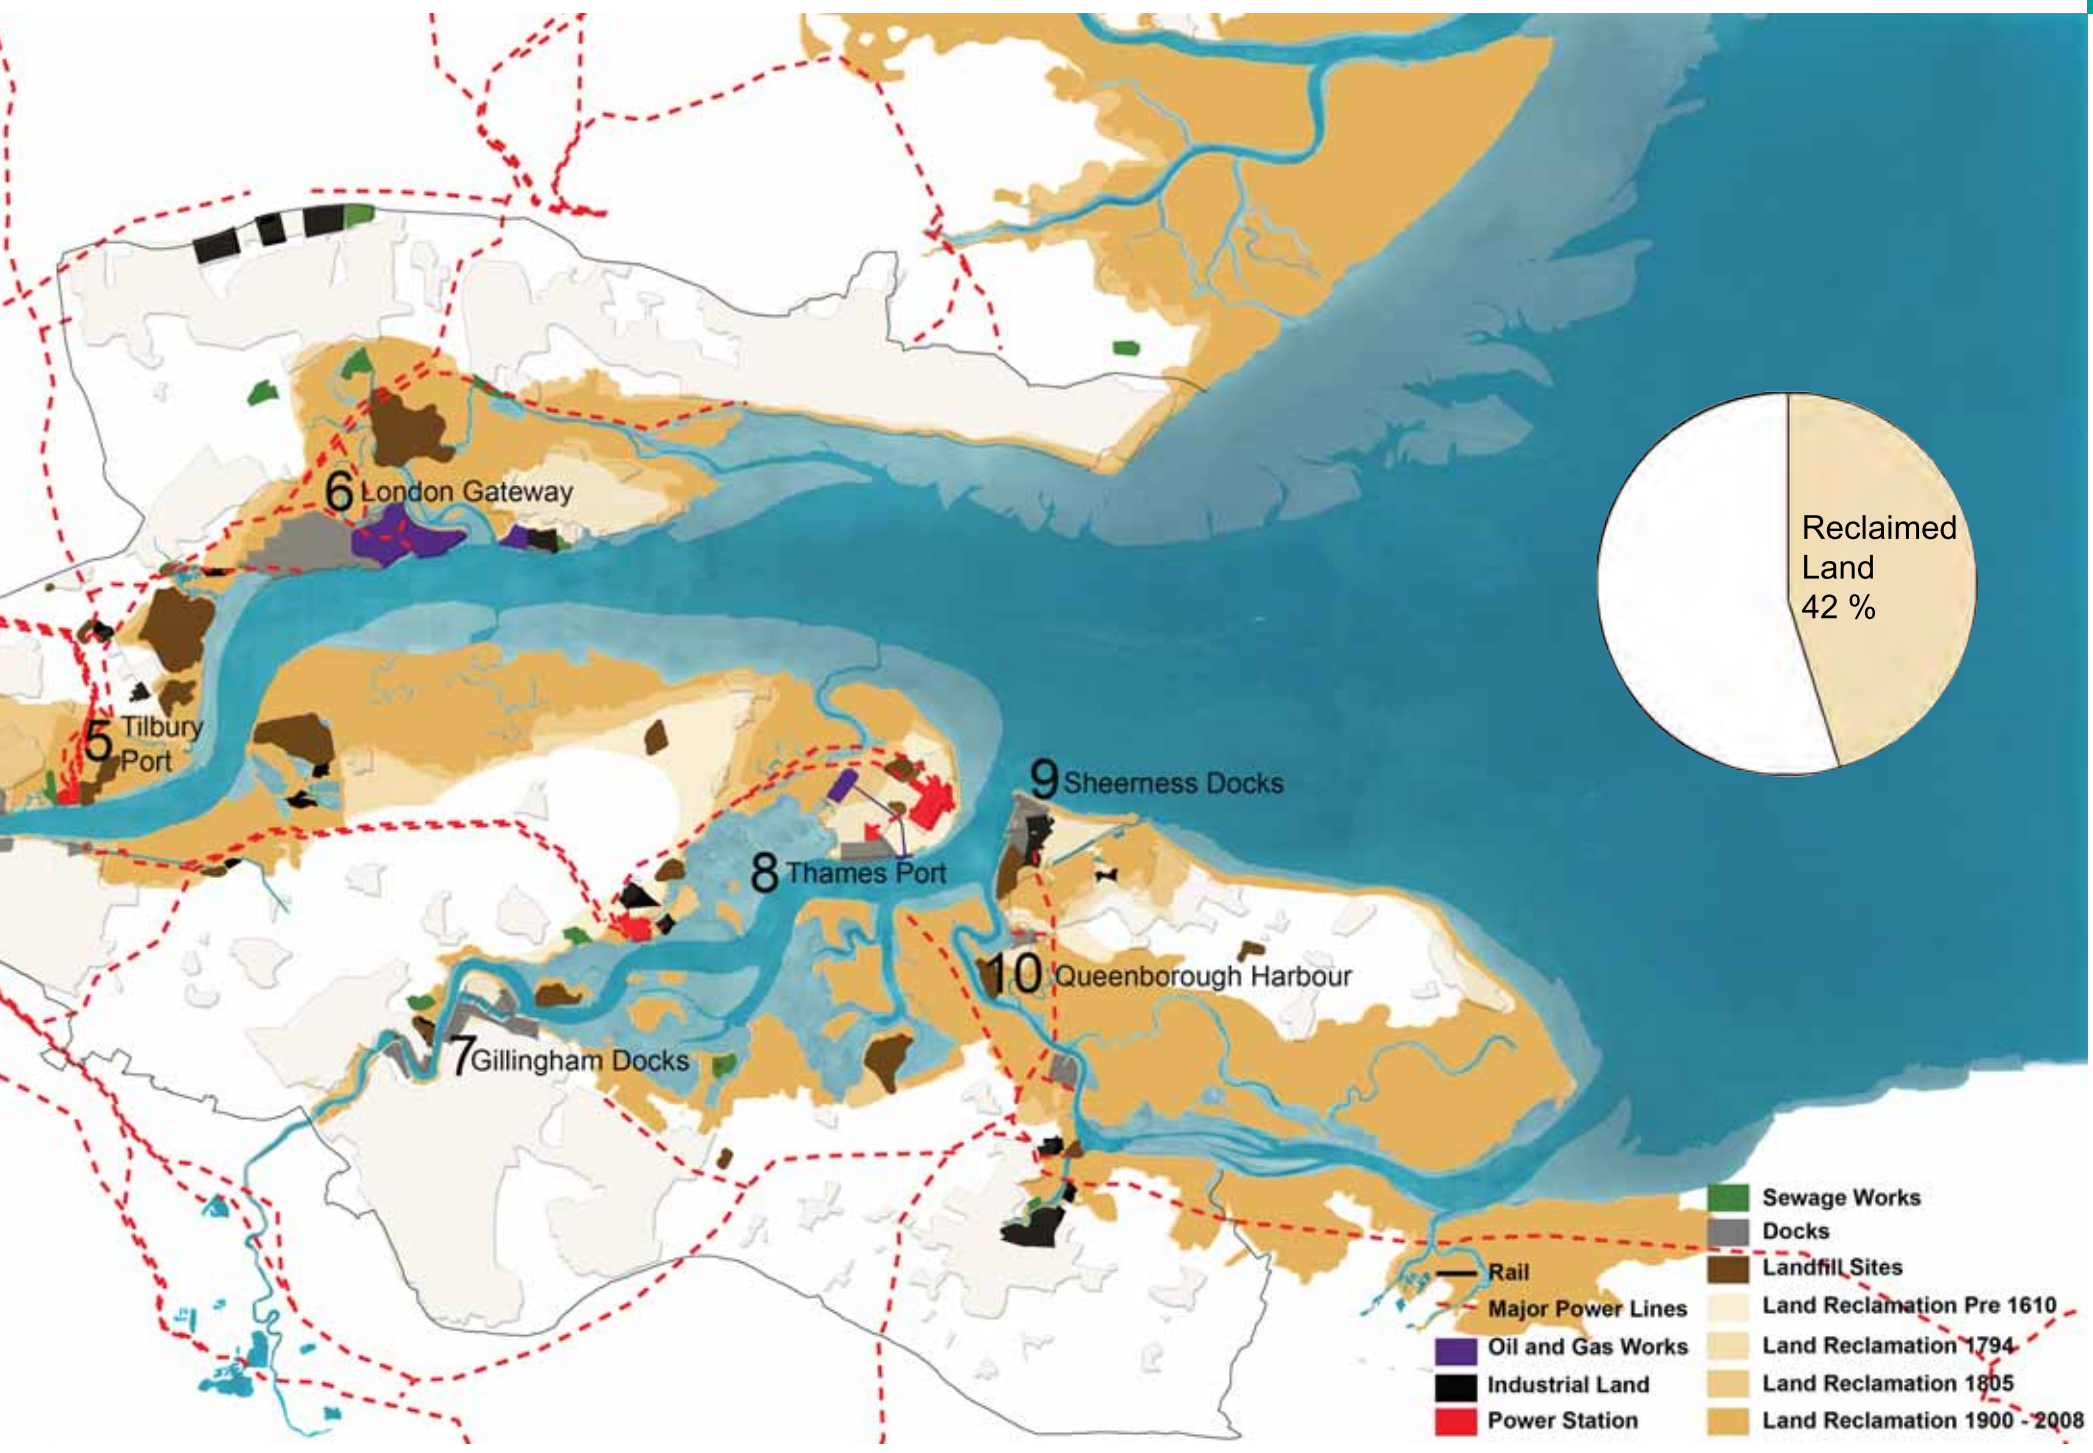 6 London Gateway
Reclaimed
Land
42 %
5 Tilbury
Port
9 Sheerness Docks
8 Thames Port
10 Queenborough Harbour
7 Gillingham Docks
Rail
Major Power Lines
Oil and Gas Works
Industrial Land
Power Station
Sewage Works
Docks
Landfill Sites
Land Reclamation Pre 1610
Land Reclamation 1794
Land Reclamation 1805
Land Reclamation 1900 - 2008